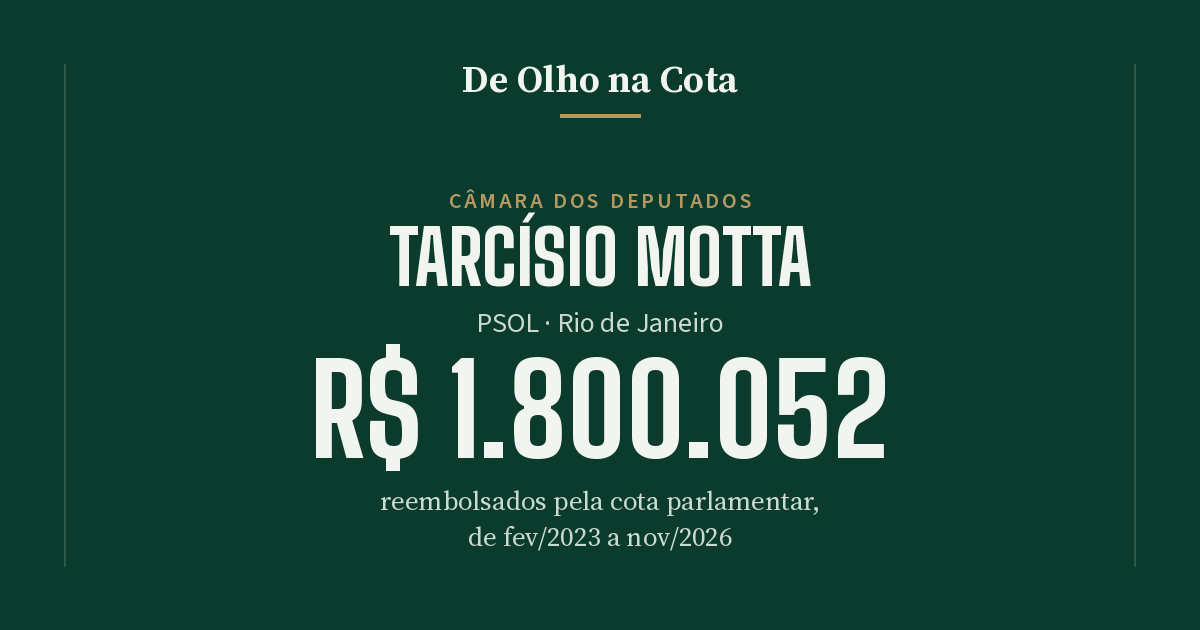 De Olho na Cota
CÂMARA DOS DEPUTADOS
TARCÍSIO MOTTA
PSOL · Rio de Janeiro
R$ 1.800.052
reembolsados pela cota parlamentar,
de fev/2023 a nov/2026